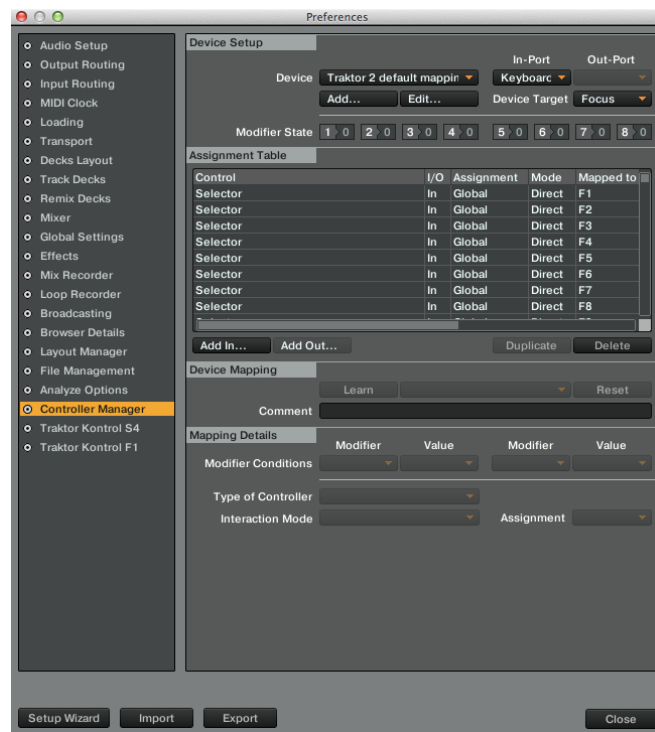 Preferences
Audio Setup
Output Routing
Input Routing
MIDI Clock
Loading
Transport
Decks Layout
Track Decks
Remix Decks
Mixer
Global Settings
Effects
Mix Recorder
Loop Recorder
Broadcasting
Browser Details
Layout Manager
File Management
Analyze Options
Controller Manager
Traktor Kontrol S4
Traktor Kontrol F1
Device Setup
In-Port Out-Port
Device Traktor 2 default mappin Keyboarc
Add... Edit... Device Target Focus
Modifier State 1 0 2 0 3 0 4 0 5 0 6 0 7 0 8 0
Assignment Table
Control I/O Assignment Mode Mapped to
Selector In Global Direct F1
Selector In Global Direct F2
Selector In Global Direct F3
Selector In Global Direct F4
Selector In Global Direct F5
Selector In Global Direct F6
Selector In Global Direct F7
Selector In Global Direct F8
Add In... Add Out... Duplicate Delete
Device Mapping
Learn Reset
Comment
Mapping Details
Modifier Value Modifier Value
Modifier Conditions
Type of Controller
Interaction Mode Assignment
Setup Wizard Import Export Close